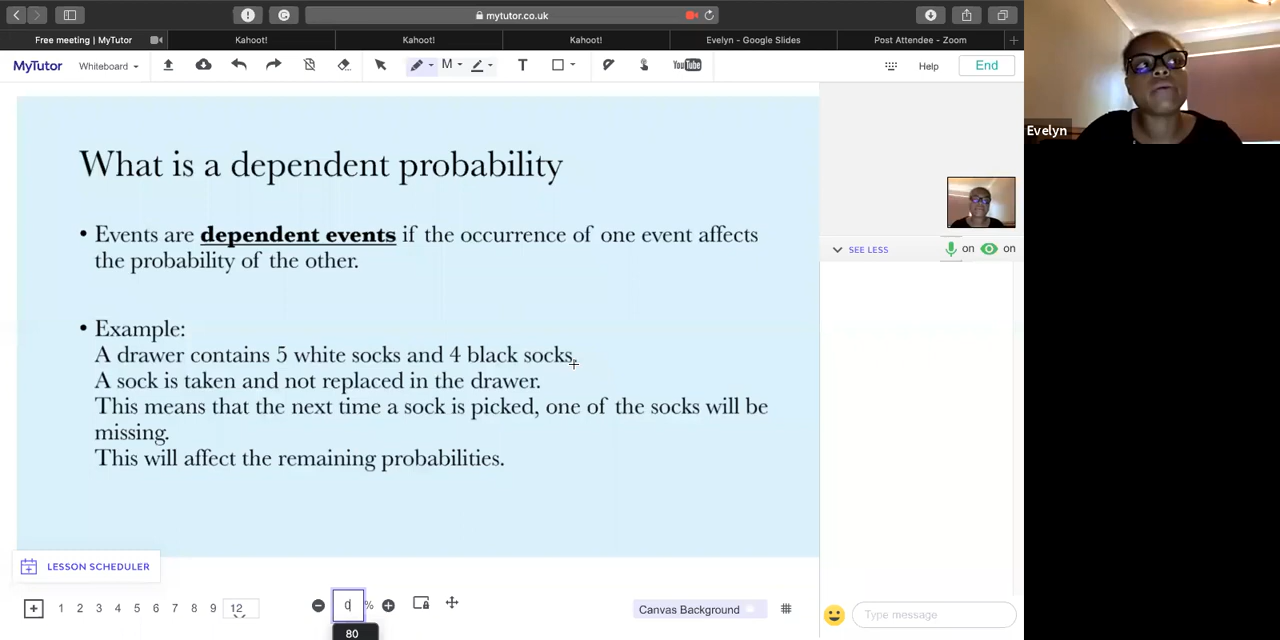 mytutor.co.uk
Free meeting | MyTutor
Kahoot!
Kahoot!
Kahoot!
Evelyn - Google Slides
Post Attendee - Zoom
MyTutor
Whiteboard
M
T
YouTube
Help
End
Evelyn
What is a dependent probability
• Events are dependent events if the occurrence of one event affects
the probability of the other.
• Example:
A drawer contains 5 white socks and 4 black socks.
A sock is taken and not replaced in the drawer.
This means that the next time a sock is picked, one of the socks will be
missing.
This will affect the remaining probabilities.
SEE LESS
on
on
LESSON SCHEDULER
1 2 3 4 5 6 7 8 9 12
0 %
80
Canvas Background
Type message